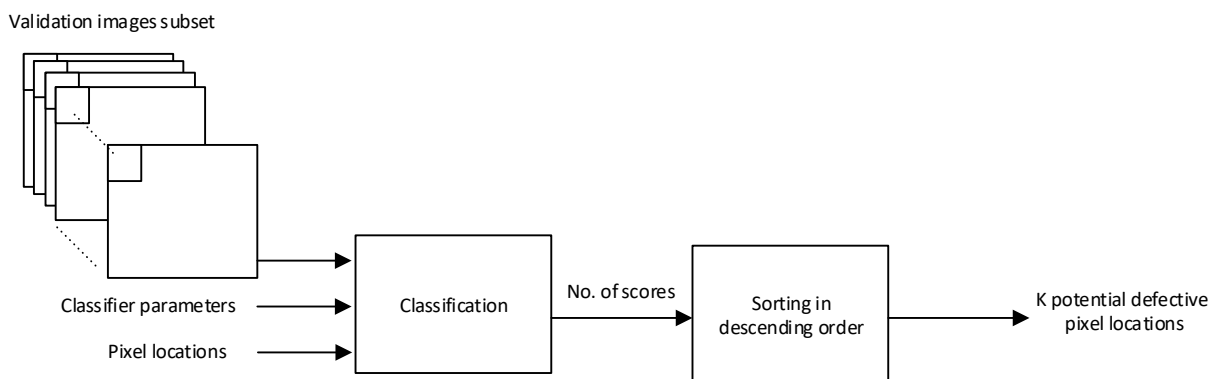 Validation images subset
Classifier parameters
Pixel locations
Classification
No. of scores
Sorting in
descending order
K potential defective
pixel locations